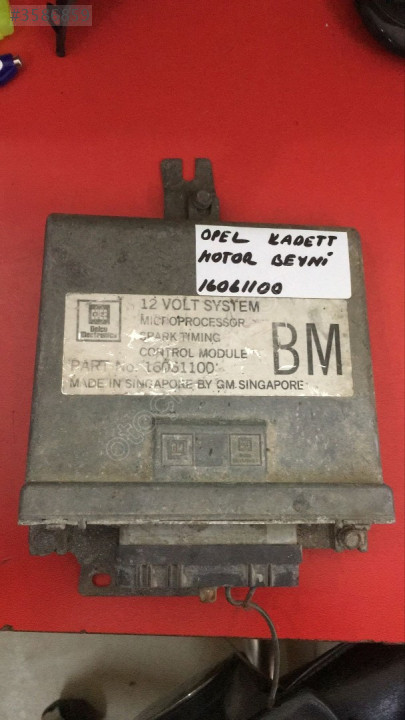 OPEL KADETT
MOTOR BEYNİ
16061100
Delco
Electronics
12 VOLT SYSTEM
MICROPROCESSOR
SPARK TIMING
CONTROL MODULE
BM
PART No. 16061100
MADE IN SINGAPORE BY GM SINGAPORE